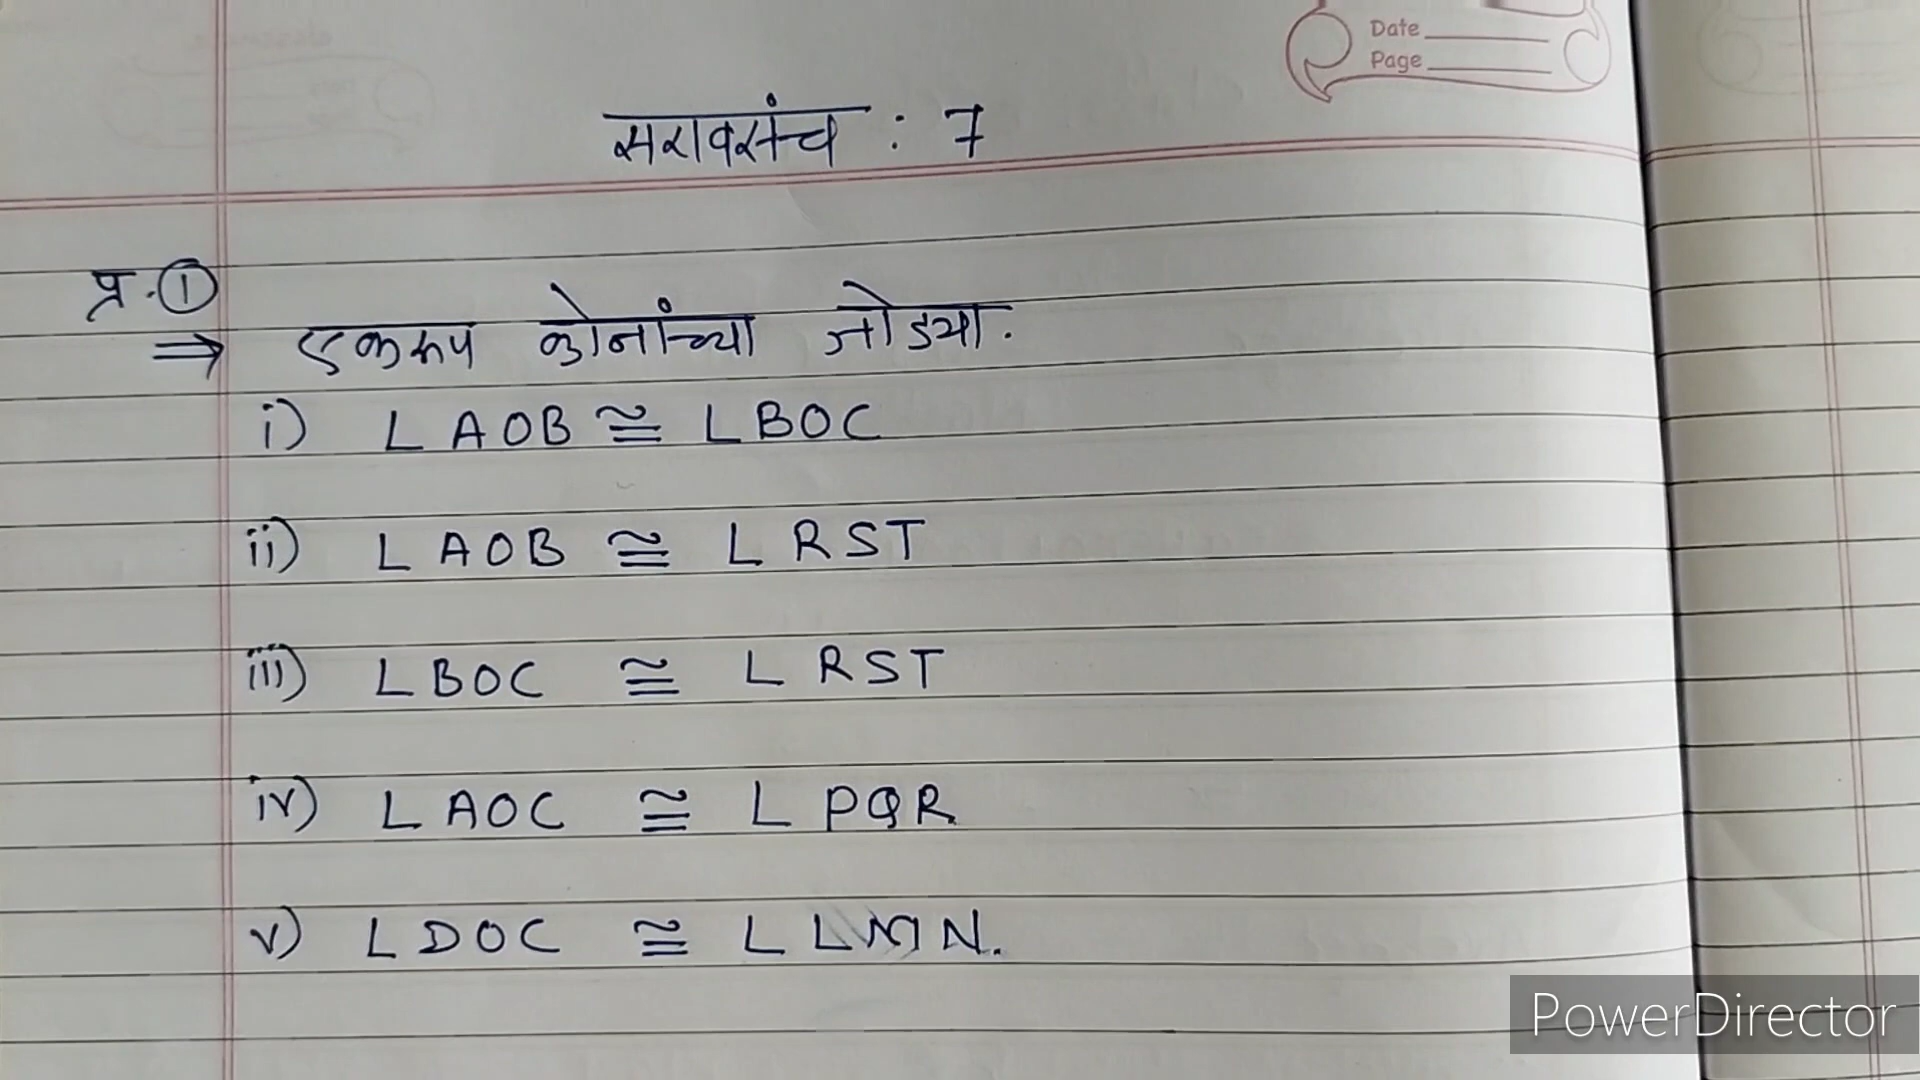 Date
Page
सरावसंच : 7
प्र. ①
⇒ एकरूप कोनांच्या जोड्या.
i) ∠ AOB ≅ ∠ BOC
ii) ∠ AOB ≅ ∠ RST
iii) ∠ BOC ≅ ∠ RST
iv) ∠ AOC ≅ ∠ PQR
v) ∠ DOC ≅ ∠ LMN.
PowerDirector